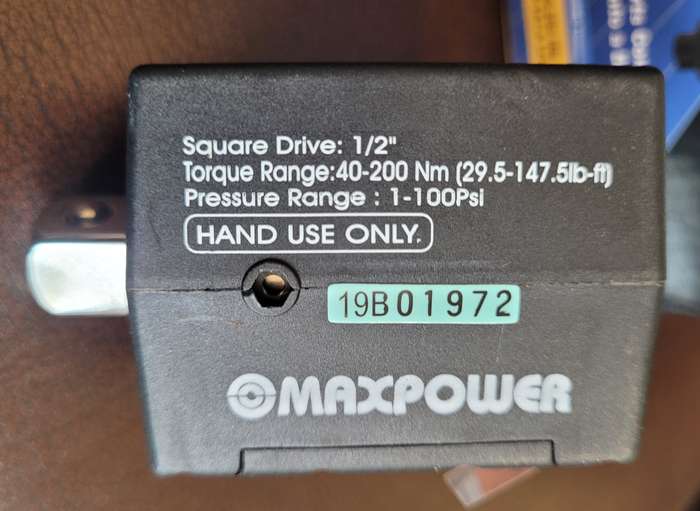 Square Drive: 1/2"
Torque Range:40-200 Nm (29.5-147.5lb-ft)
Pressure Range : 1-100Psi
HAND USE ONLY.
19B01972
MAXPOWER